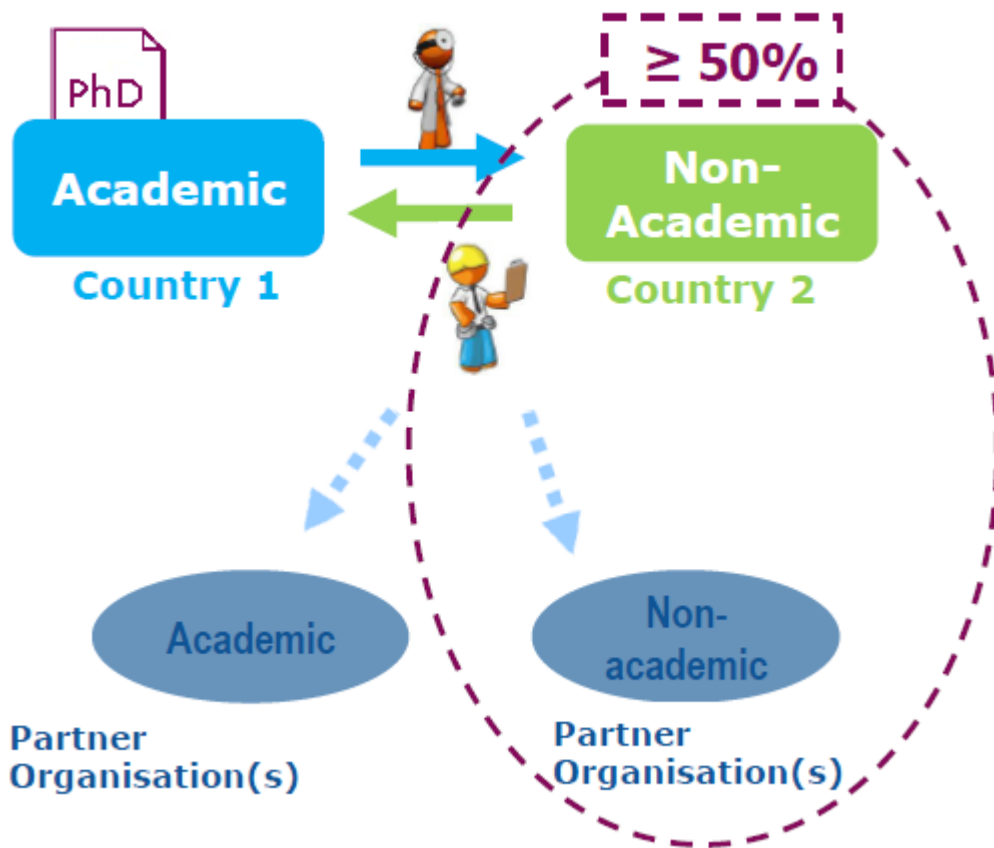 PhD
≥ 50%
Academic
Non-
Academic
Country 1
Country 2
Academic
Non-
academic
Partner
Organisation(s)
Partner
Organisation(s)